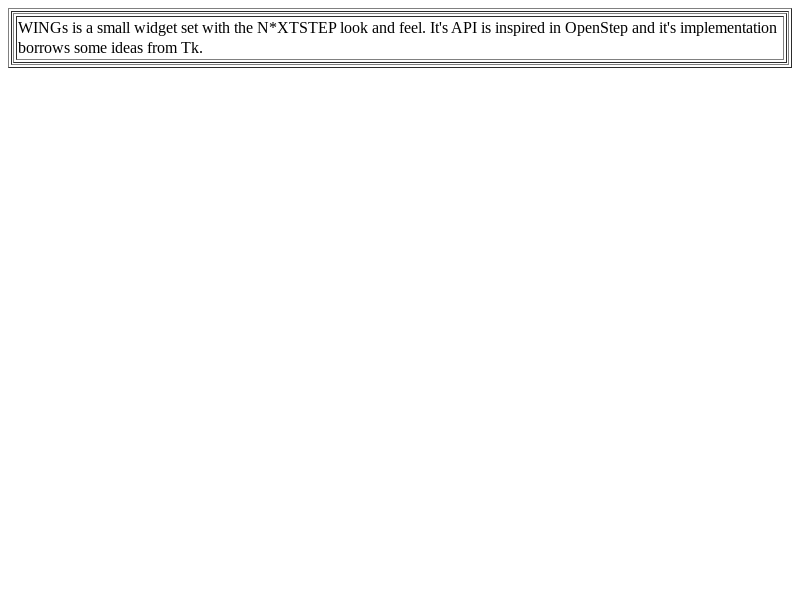 WINGs is a small widget set with the N*XTSTEP look and feel. It's API is inspired in OpenStep and it's implementation
borrows some ideas from Tk.